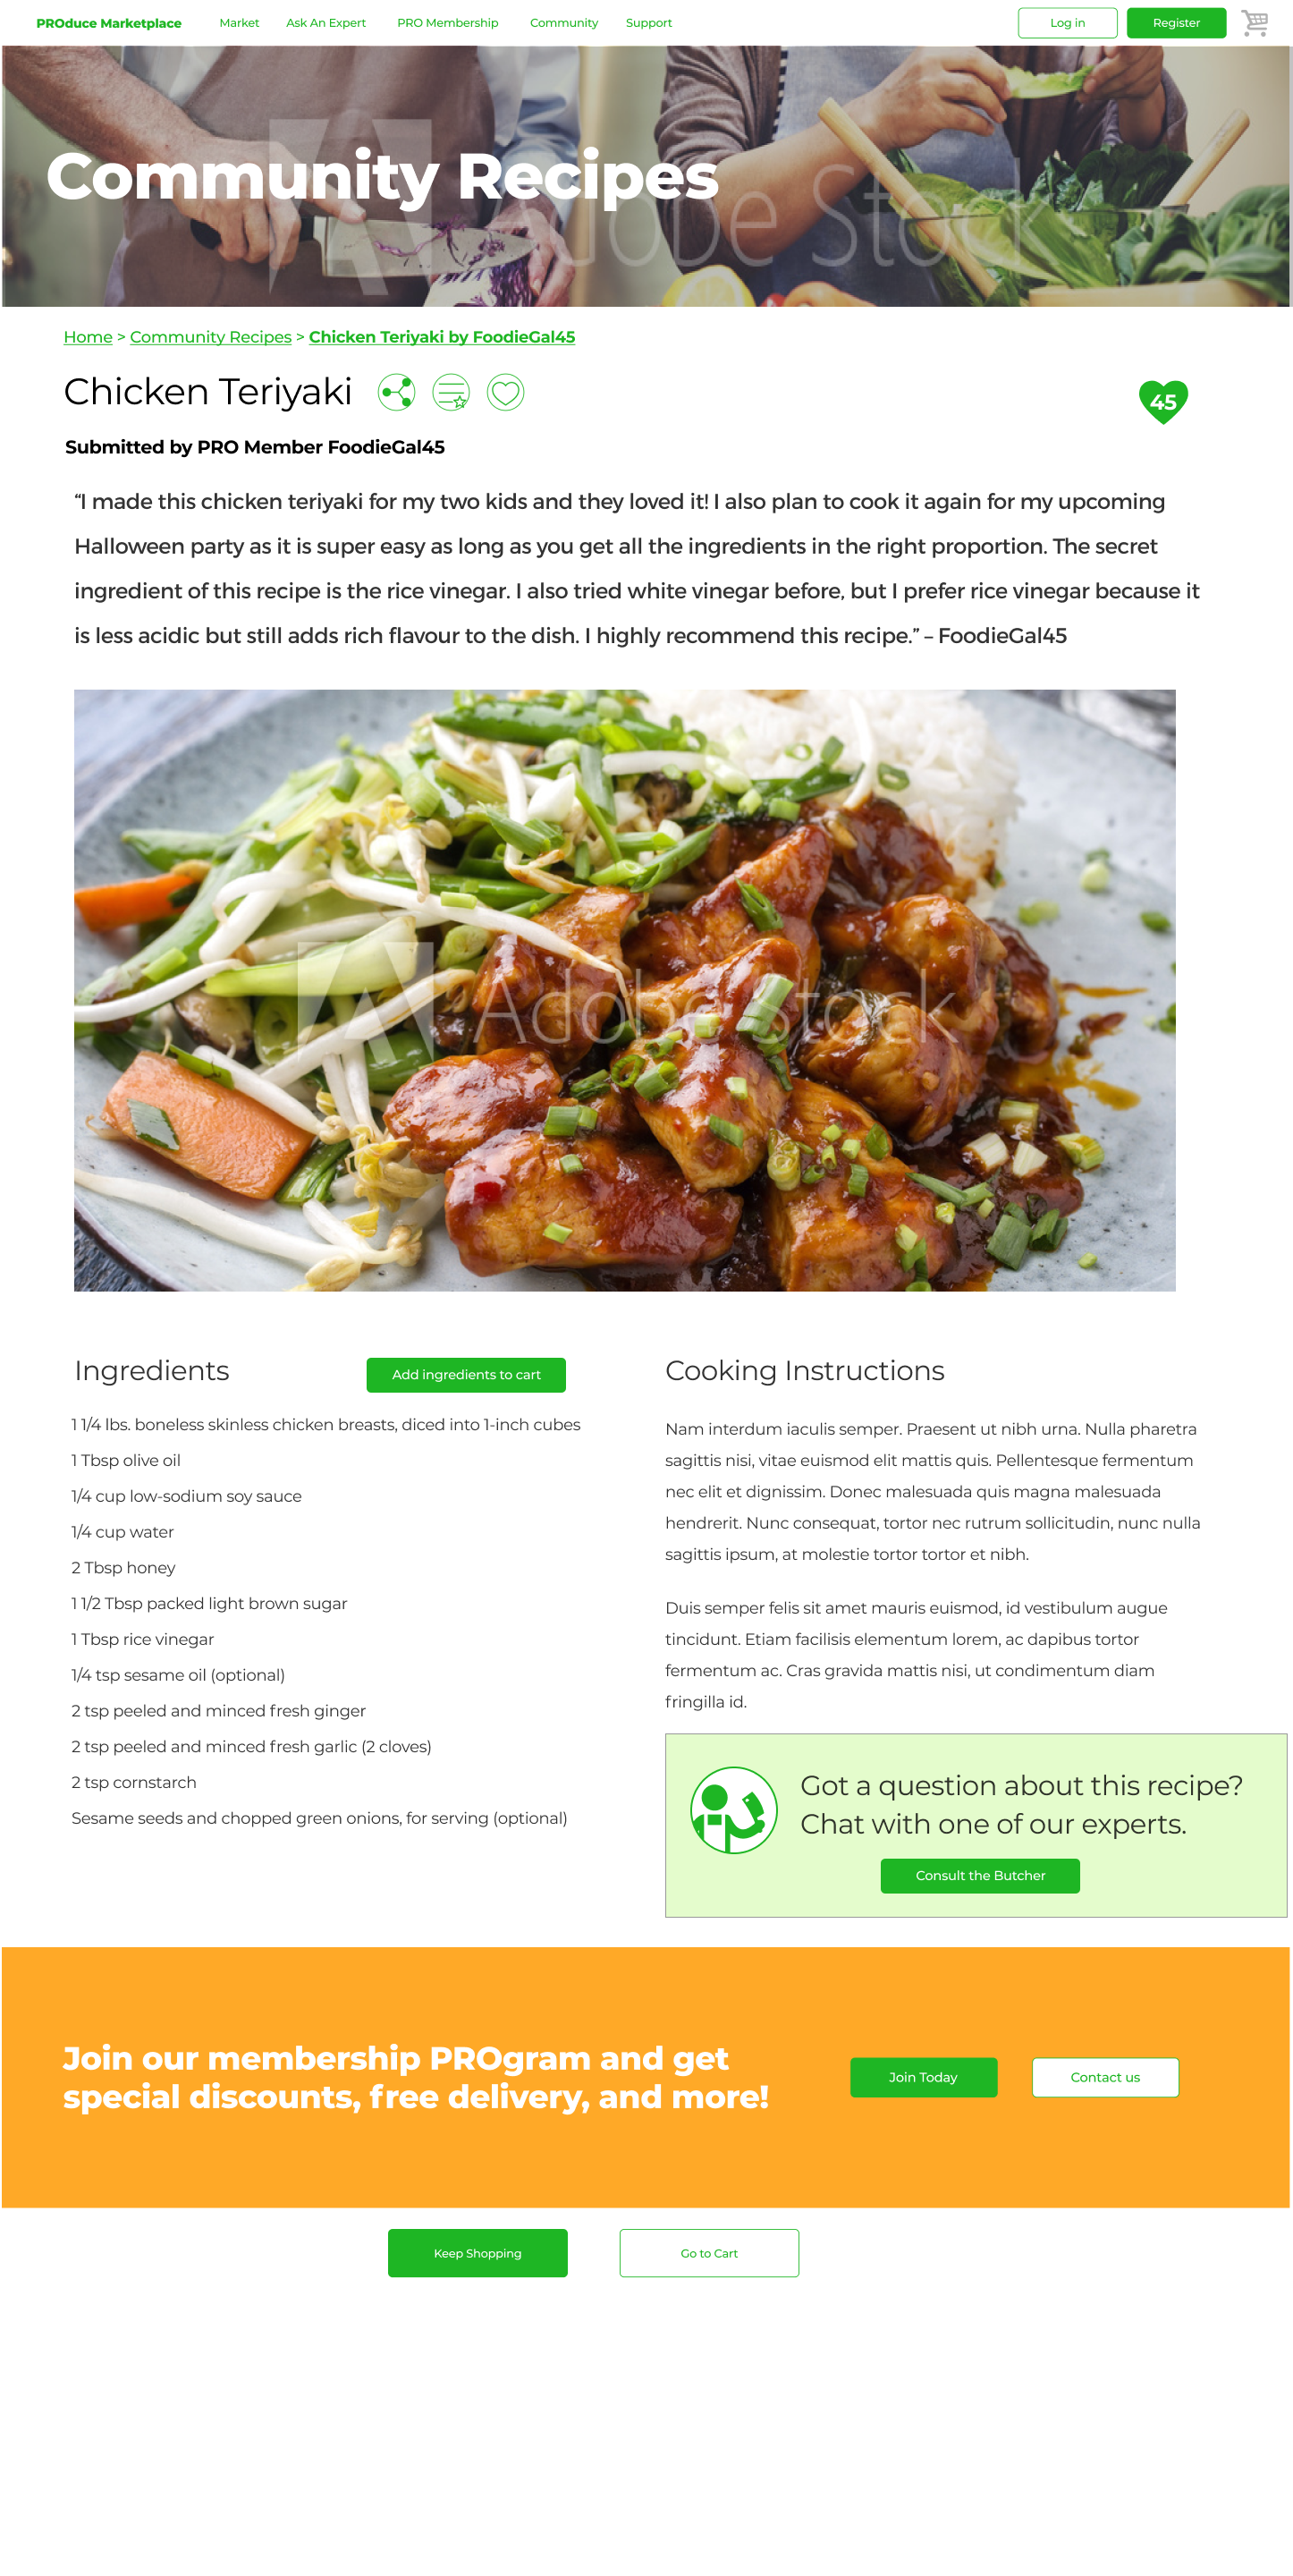 PROduce Marketplace Market Ask An Expert PRO Membership Community Support Log in Register
Community Recipes
Adobe Stock
Home > Community Recipes > Chicken Teriyaki by FoodieGal45
Chicken Teriyaki
45
Submitted by PRO Member FoodieGal45
“I made this chicken teriyaki for my two kids and they loved it! I also plan to cook it again for my upcoming
Halloween party as it is super easy as long as you get all the ingredients in the right proportion. The secret
ingredient of this recipe is the rice vinegar. I also tried white vinegar before, but I prefer rice vinegar because it
is less acidic but still adds rich flavour to the dish. I highly recommend this recipe.” – FoodieGal45
Adobe Stock
Ingredients
Add ingredients to cart
1 1/4 lbs. boneless skinless chicken breasts, diced into 1-inch cubes
1 Tbsp olive oil
1/4 cup low-sodium soy sauce
1/4 cup water
2 Tbsp honey
1 1/2 Tbsp packed light brown sugar
1 Tbsp rice vinegar
1/4 tsp sesame oil (optional)
2 tsp peeled and minced fresh ginger
2 tsp peeled and minced fresh garlic (2 cloves)
2 tsp cornstarch
Sesame seeds and chopped green onions, for serving (optional)
Cooking Instructions
Nam interdum iaculis semper. Praesent ut nibh urna. Nulla pharetra
sagittis nisi, vitae euismod elit mattis quis. Pellentesque fermentum
nec elit et dignissim. Donec malesuada quis magna malesuada
hendrerit. Nunc consequat, tortor nec rutrum sollicitudin, nunc nulla
sagittis ipsum, at molestie tortor tortor et nibh.
Duis semper felis sit amet mauris euismod, id vestibulum augue
tincidunt. Etiam facilisis elementum lorem, ac dapibus tortor
fermentum ac. Cras gravida mattis nisi, ut condimentum diam
fringilla id.
Got a question about this recipe?
Chat with one of our experts.
Consult the Butcher
Join our membership PROgram and get
special discounts, free delivery, and more!
Join Today
Contact us
Keep Shopping
Go to Cart